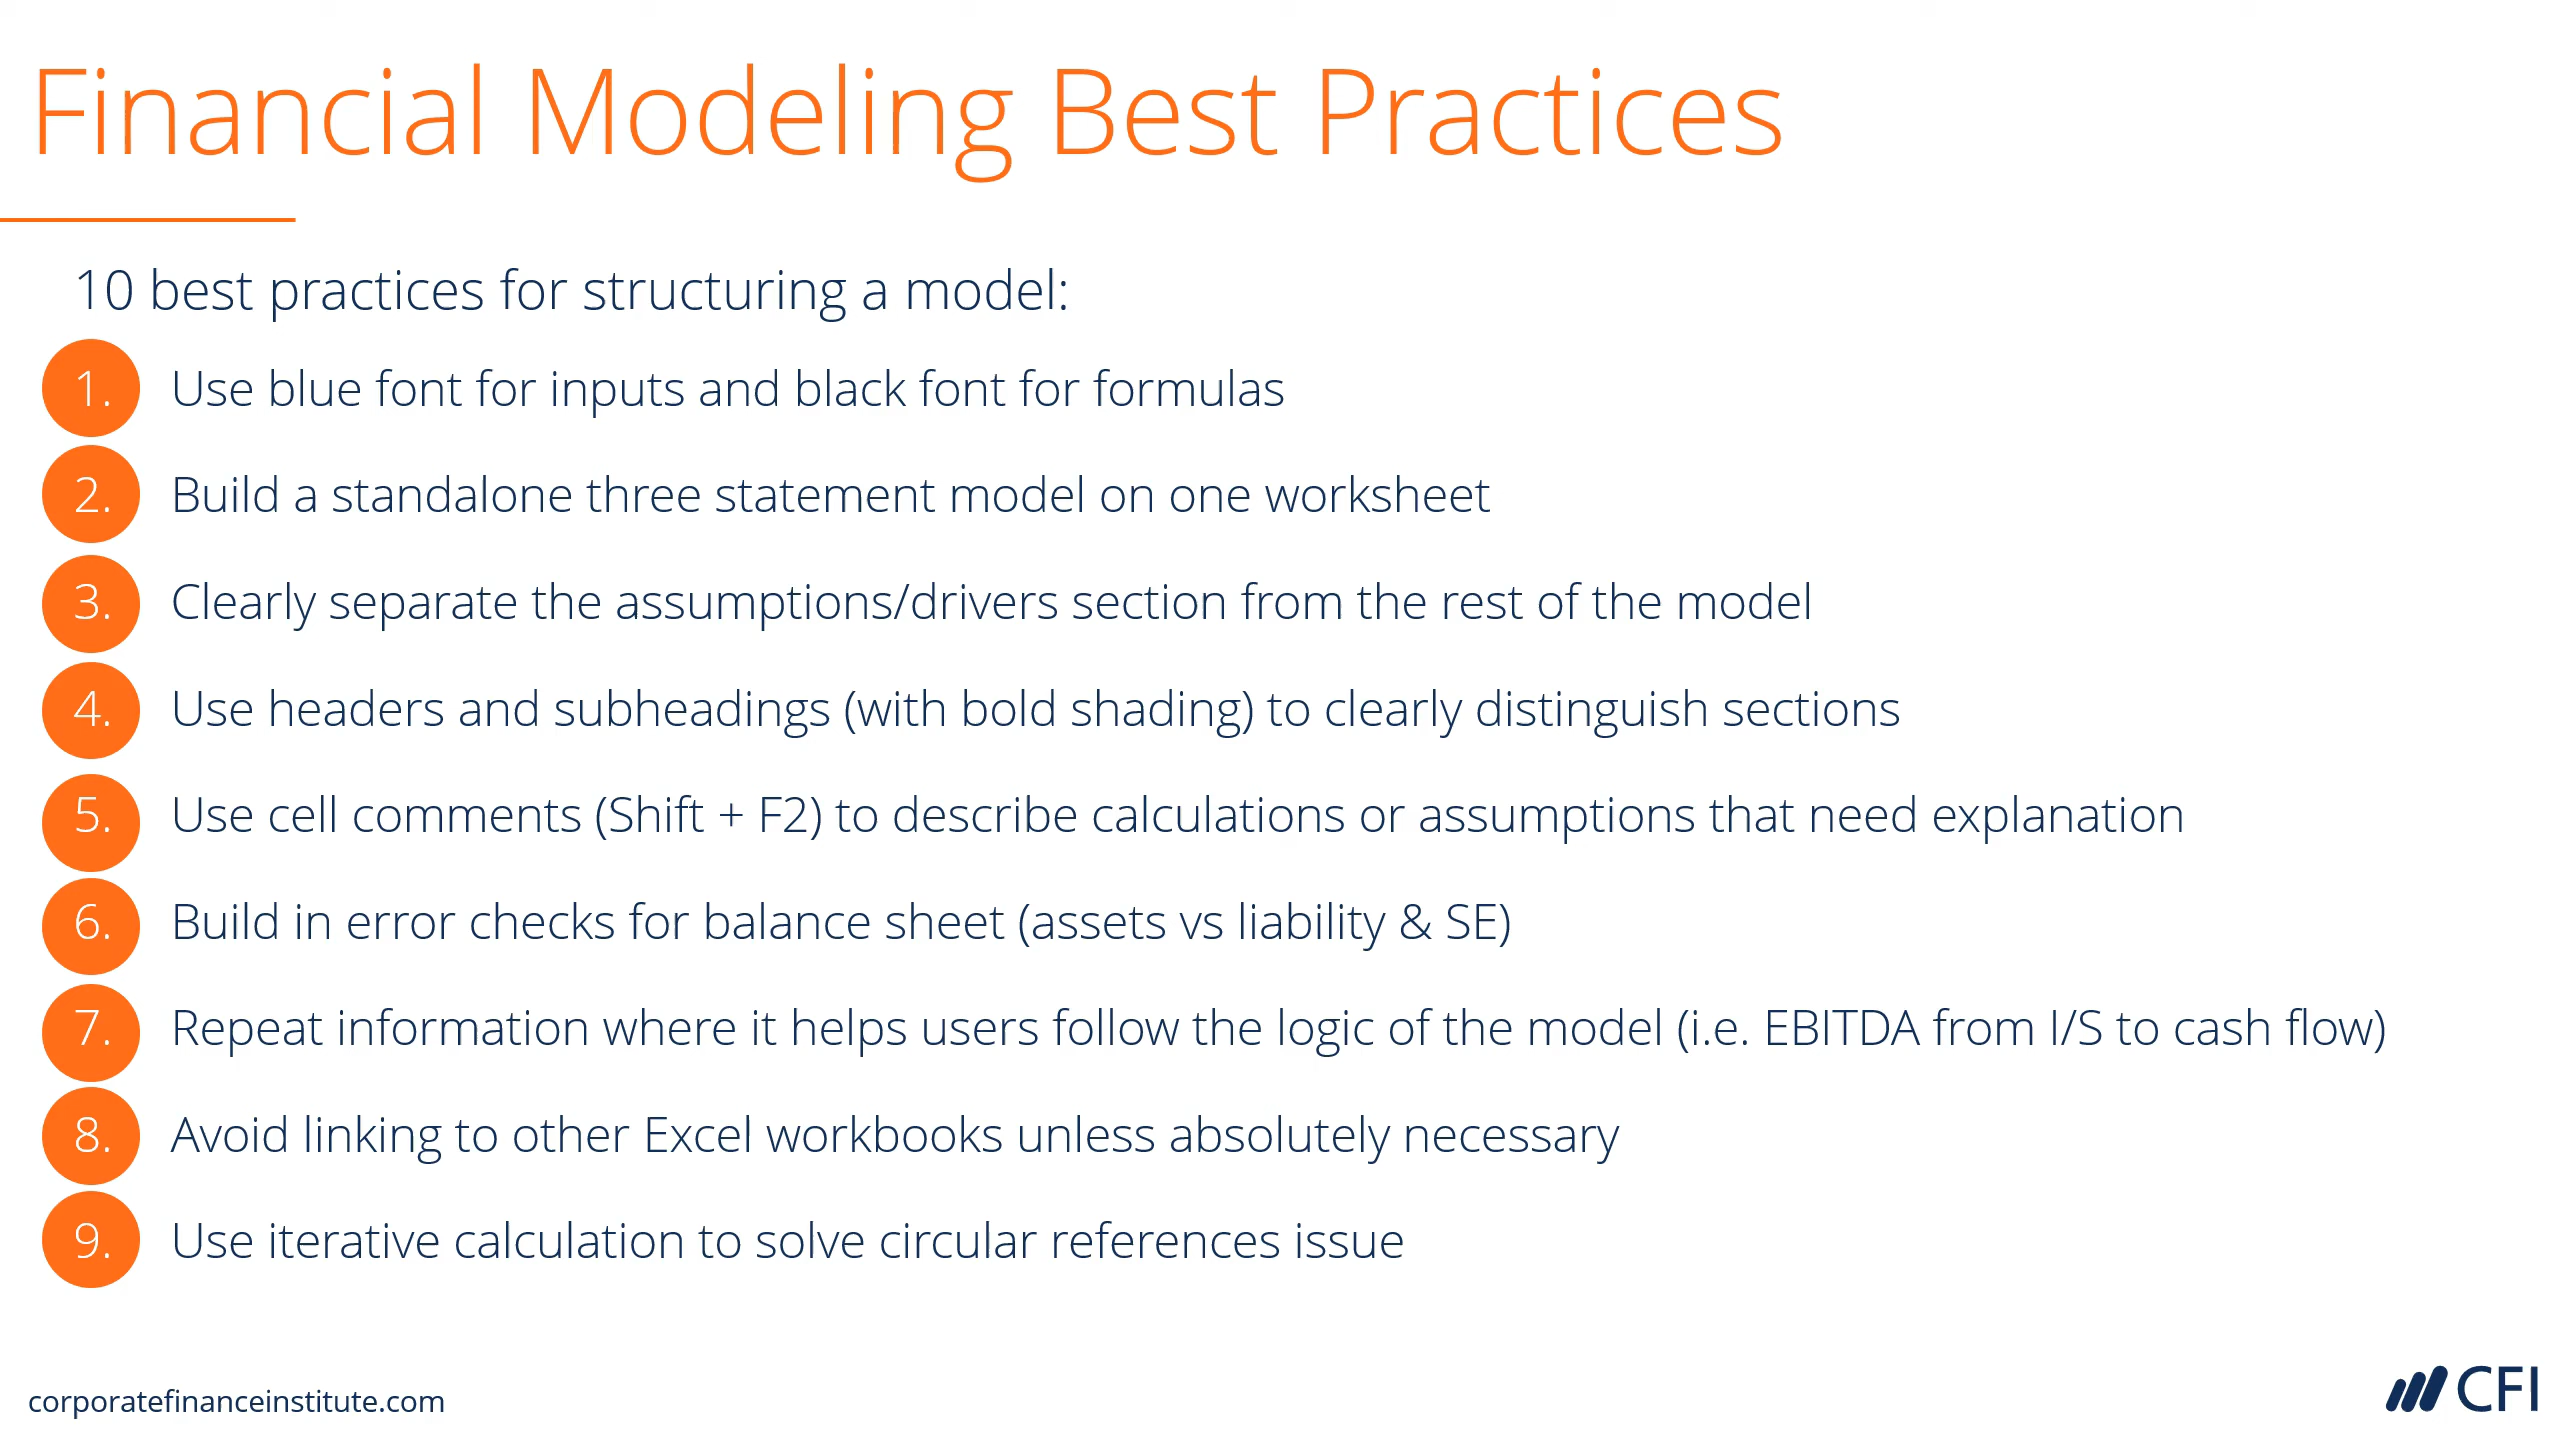 Financial Modeling Best Practices
10 best practices for structuring a model:
1. Use blue font for inputs and black font for formulas
2. Build a standalone three statement model on one worksheet
3. Clearly separate the assumptions/drivers section from the rest of the model
4. Use headers and subheadings (with bold shading) to clearly distinguish sections
5. Use cell comments (Shift + F2) to describe calculations or assumptions that need explanation
6. Build in error checks for balance sheet (assets vs liability & SE)
7. Repeat information where it helps users follow the logic of the model (i.e. EBITDA from I/S to cash flow)
8. Avoid linking to other Excel workbooks unless absolutely necessary
9. Use iterative calculation to solve circular references issue
corporatefinanceinstitute.com
CFI